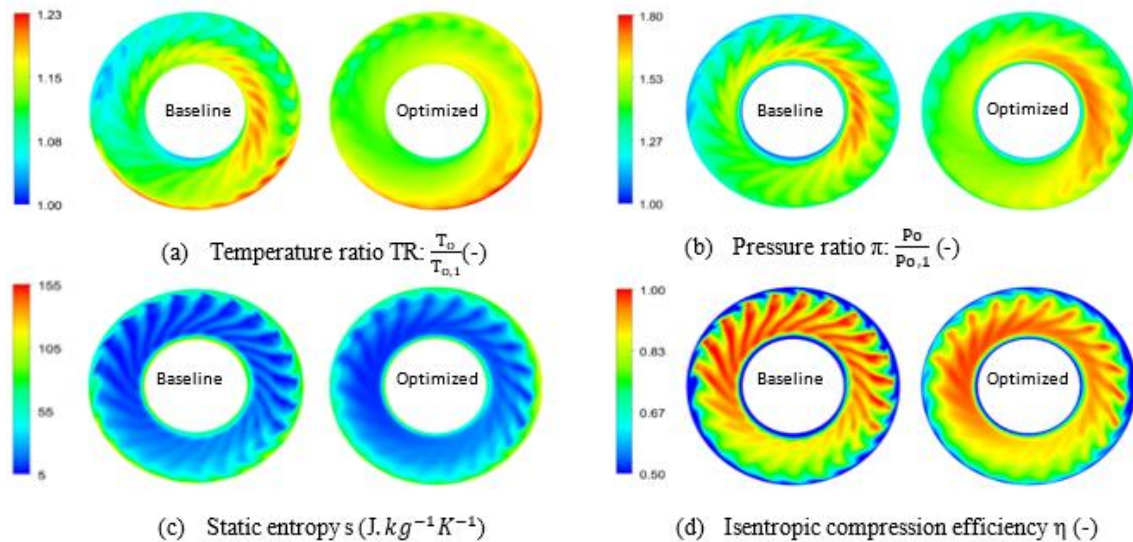 1.23
1.15
1.08
1.00
Baseline
Optimized
1.80
1.53
1.27
1.00
Baseline
Optimized
(a) Temperature ratio TR: T₀/T₀,₁(-)
(b) Pressure ratio π: Po/Po,1 (-)
155
105
55
5
Baseline
Optimized
1.00
0.83
0.67
0.50
Baseline
Optimized
(c) Static entropy s (J. kg⁻¹K⁻¹)
(d) Isentropic compression efficiency η (-)